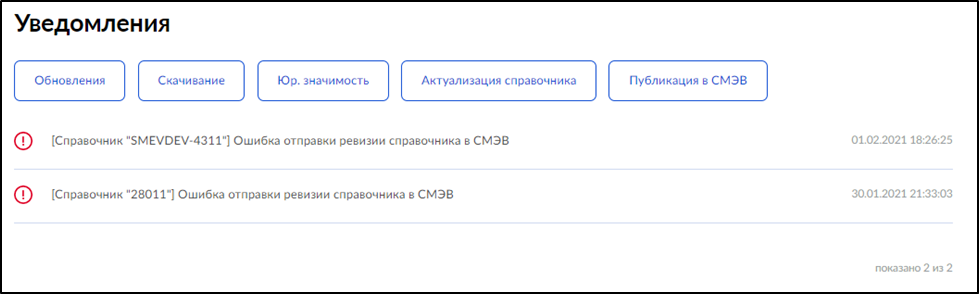 Уведомления
Обновления Скачивание Юр. значимость Актуализация справочника Публикация в СМЭВ
[Справочник "SMEVDEV-4311"] Ошибка отправки ревизии справочника в СМЭВ 01.02.2021 18:26:25
[Справочник "28011"] Ошибка отправки ревизии справочника в СМЭВ 30.01.2021 21:33:03
показано 2 из 2